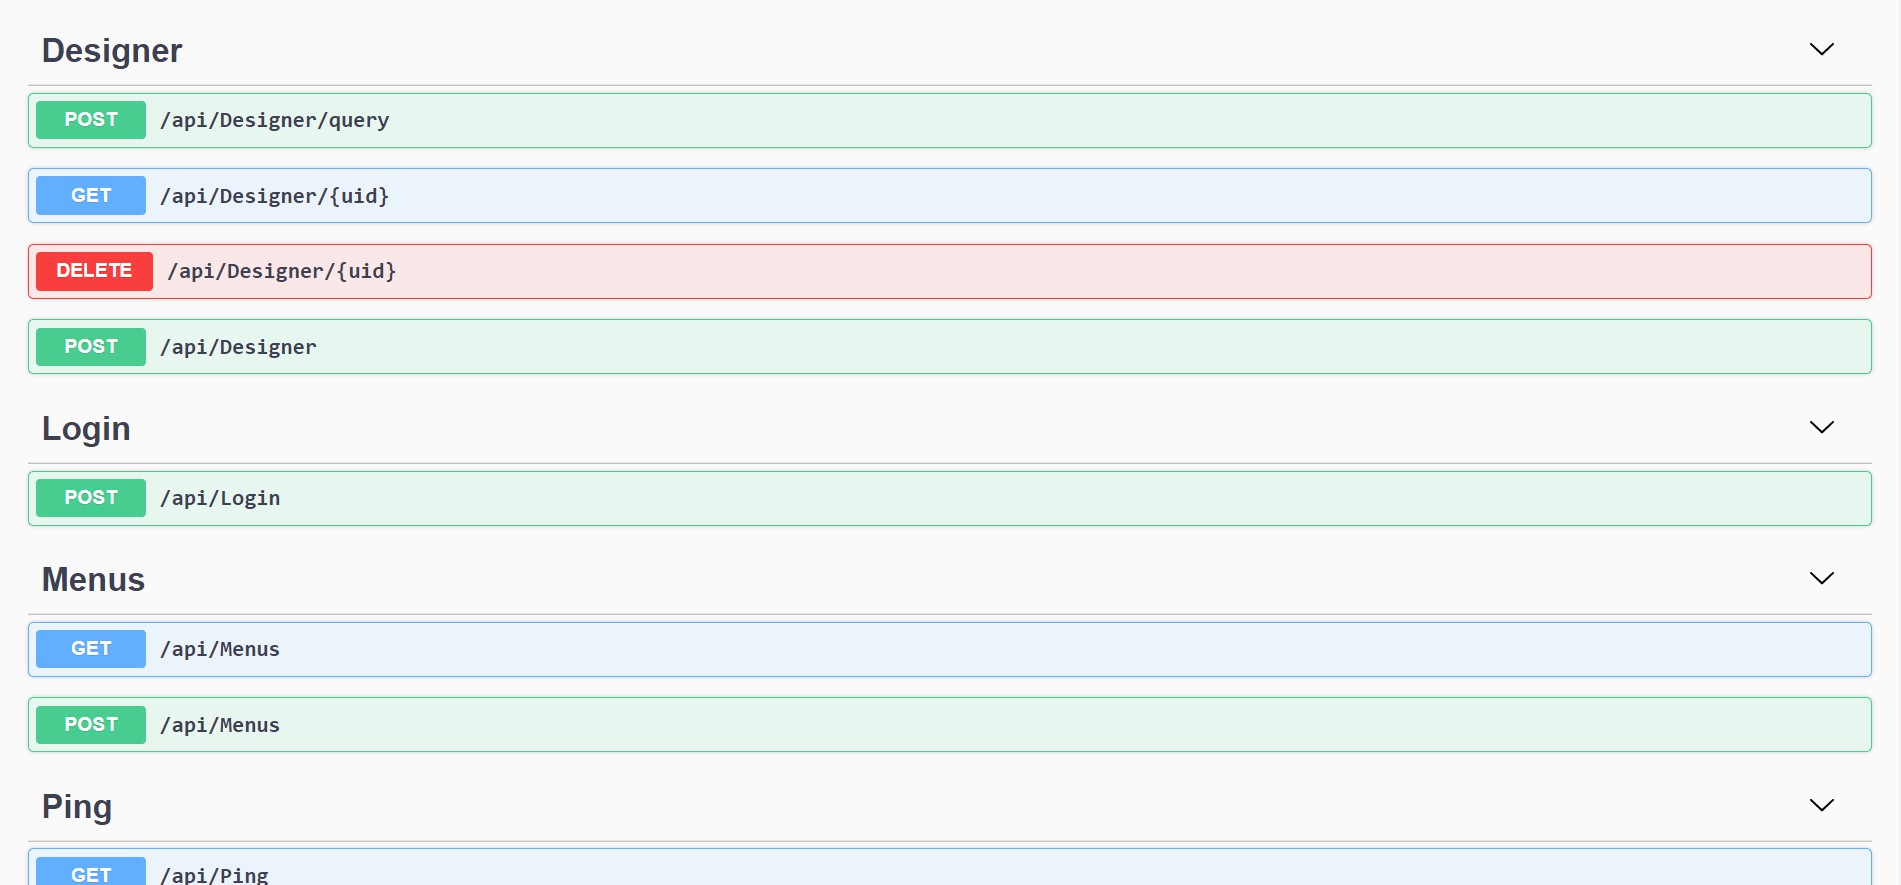 Designer
POST /api/Designer/query
GET /api/Designer/{uid}
DELETE /api/Designer/{uid}
POST /api/Designer
Login
POST /api/Login
Menus
GET /api/Menus
POST /api/Menus
Ping
GET /api/Ping